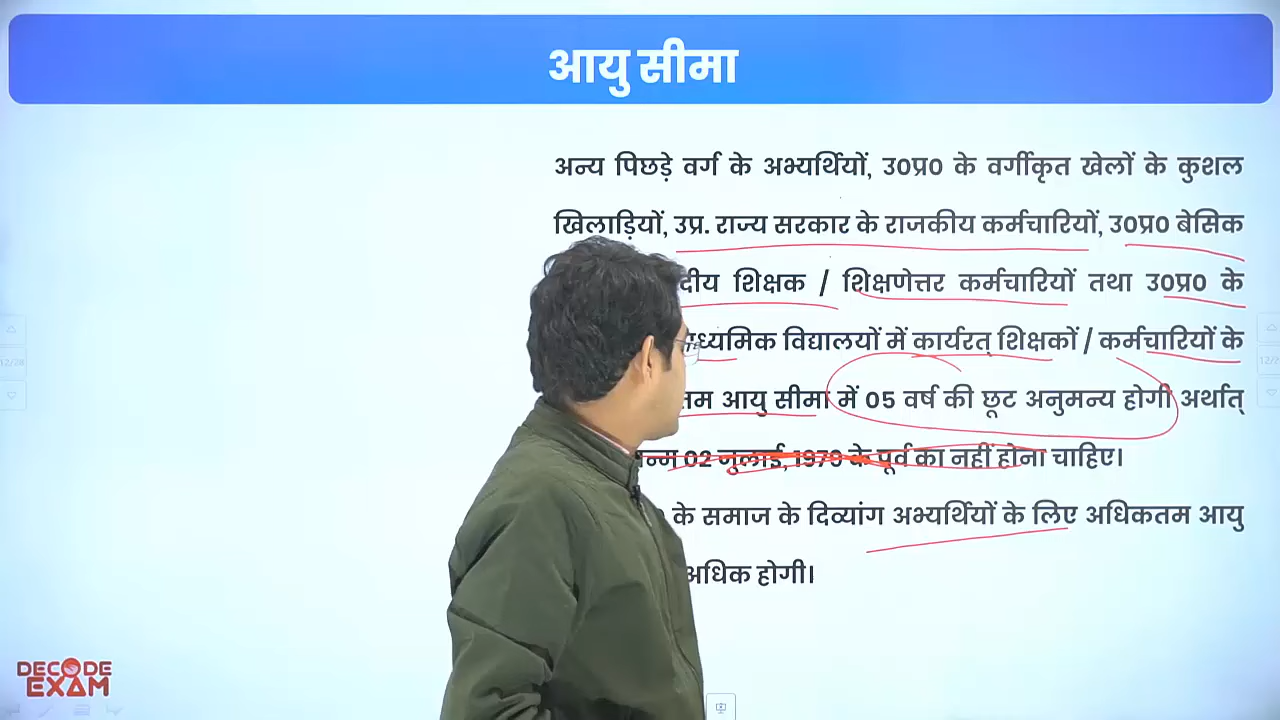 आयु सीमा
अन्य पिछड़े वर्ग के अभ्यर्थियों, उ0प्र0 के वर्गीकृत खेलों के कुशल
खिलाड़ियों, उप्र. राज्य सरकार के राजकीय कर्मचारियों, उ0प्र0 बेसिक
शिक्षक / शिक्षणेत्तर कर्मचारियों तथा उ0प्र0 के
विद्यालयों में कार्यरत् शिक्षकों / कर्मचारियों के
आयु सीमा में 05 वर्ष की छूट अनुमन्य होगी अर्थात्
02 जुलाई, के पूर्व का नहीं होना चाहिए।
के समाज के दिव्यांग अभ्यर्थियों के लिए अधिकतम आयु
अधिक होगी।
DECODE
EXAM